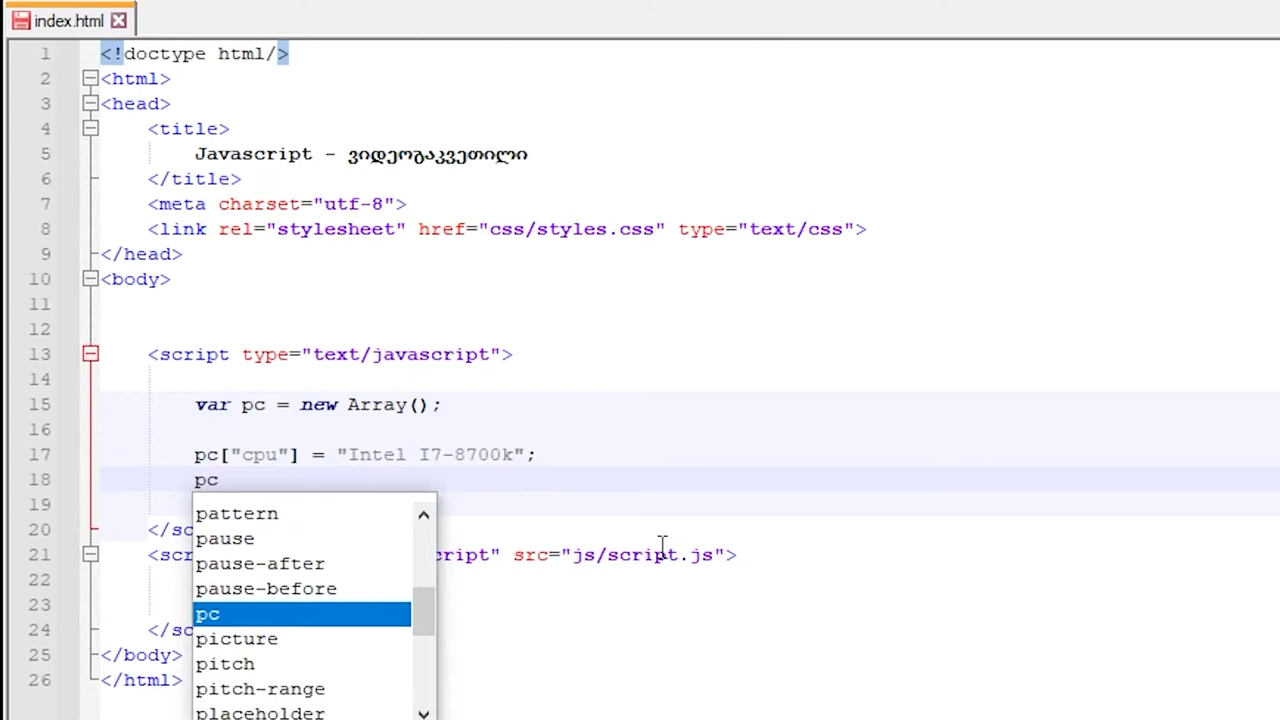 index.html
1 <!doctype html/>
2 <html>
3 <head>
4 <title>
5 Javascript - ვიდეოგაკვეთილი
6 </title>
7 <meta charset="utf-8">
8 <link rel="stylesheet" href="css/styles.css" type="text/css">
9 </head>
10 <body>
11
12
13 <script type="text/javascript">
14
15 var pc = new Array();
16
17 pc["cpu"] = "Intel I7-8700k";
18 pc
19
pattern
20 </sc
pause
21 <scr cript" src="js/script.js">
pause-after
22
pause-before
23
pc
24 </sc
picture
25 </body>
pitch
26 </html>
pitch-range
placeholder